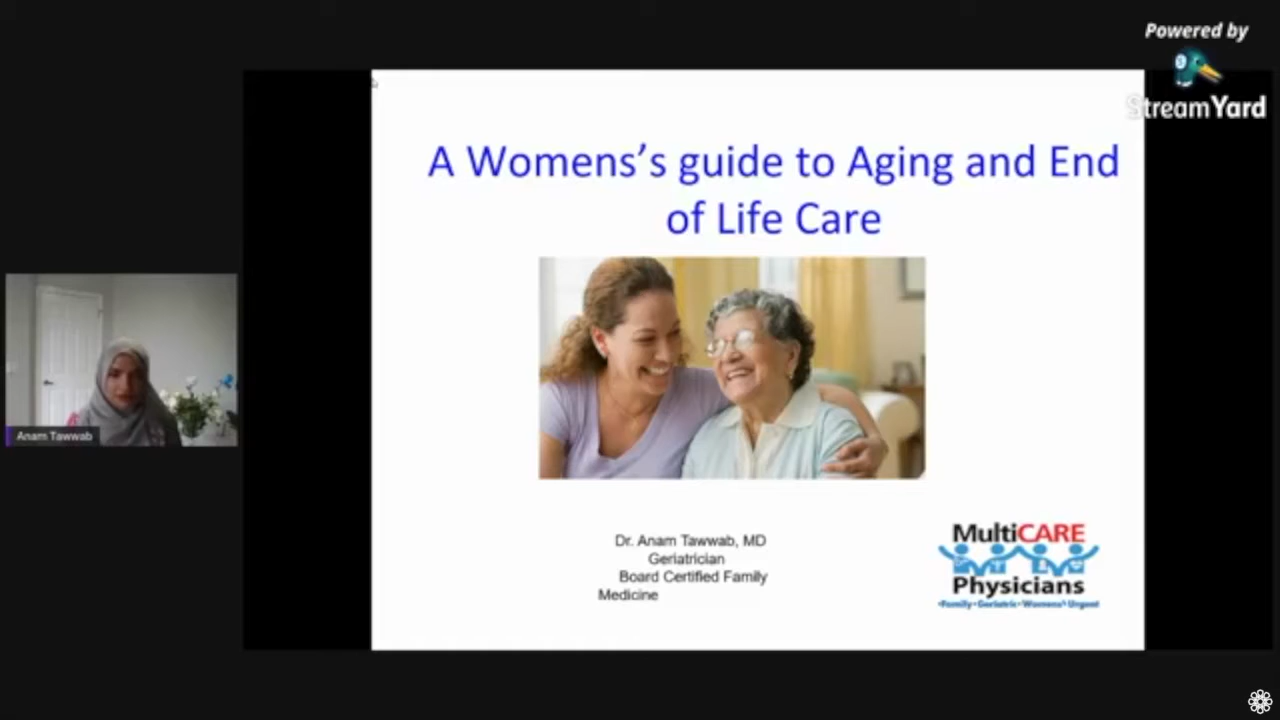 Powered by
StreamYard
A Womens's guide to Aging and End
of Life Care
Anam Tawwab
Dr. Anam Tawwab, MD
Geriatrician
Board Certified Family
Medicine
MultiCARE
Physicians
•Family•Geriatric•Womens'•Urgent